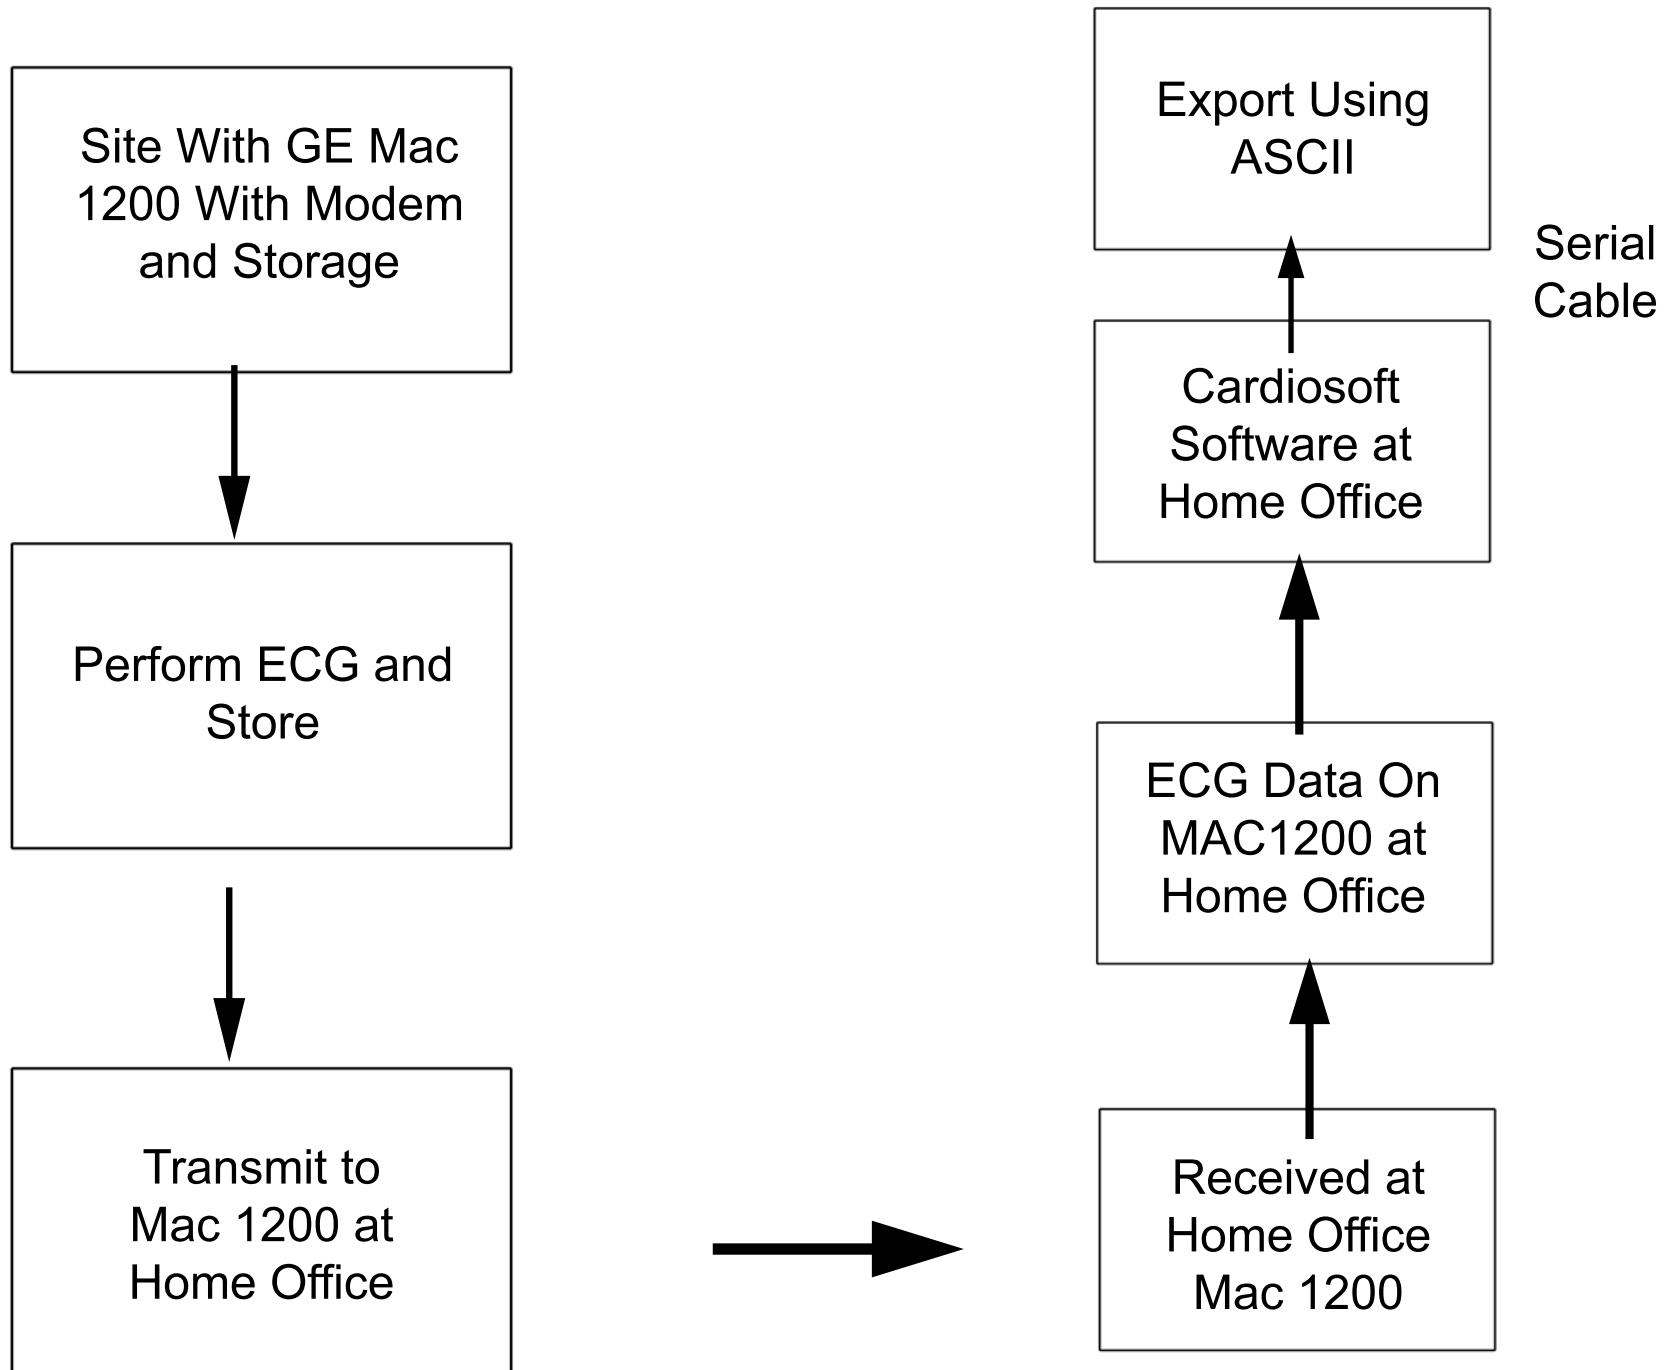 Site With GE Mac
1200 With Modem
and Storage
Perform ECG and
Store
Transmit to
Mac 1200 at
Home Office
Export Using
ASCII
Serial
Cable
Cardiosoft
Software at
Home Office
ECG Data On
MAC1200 at
Home Office
Received at
Home Office
Mac 1200